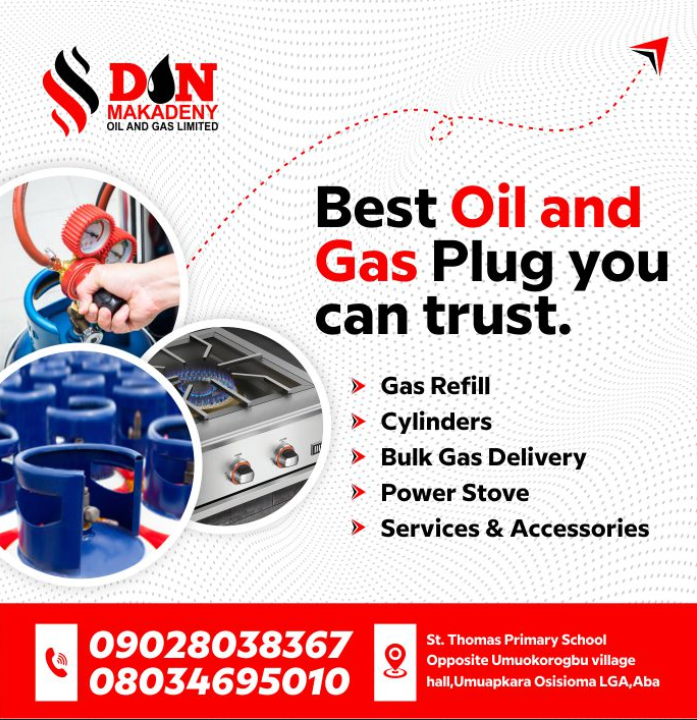 DON
MAKADENY
OIL AND GAS LIMITED
Best Oil and
Gas Plug you
can trust.
Gas Refill
Cylinders
Bulk Gas Delivery
Power Stove
Services & Accessories
09028038367
08034695010
St. Thomas Primary School
Opposite Umuokorogbu village
hall,Umuapkara Osisioma LGA,Aba